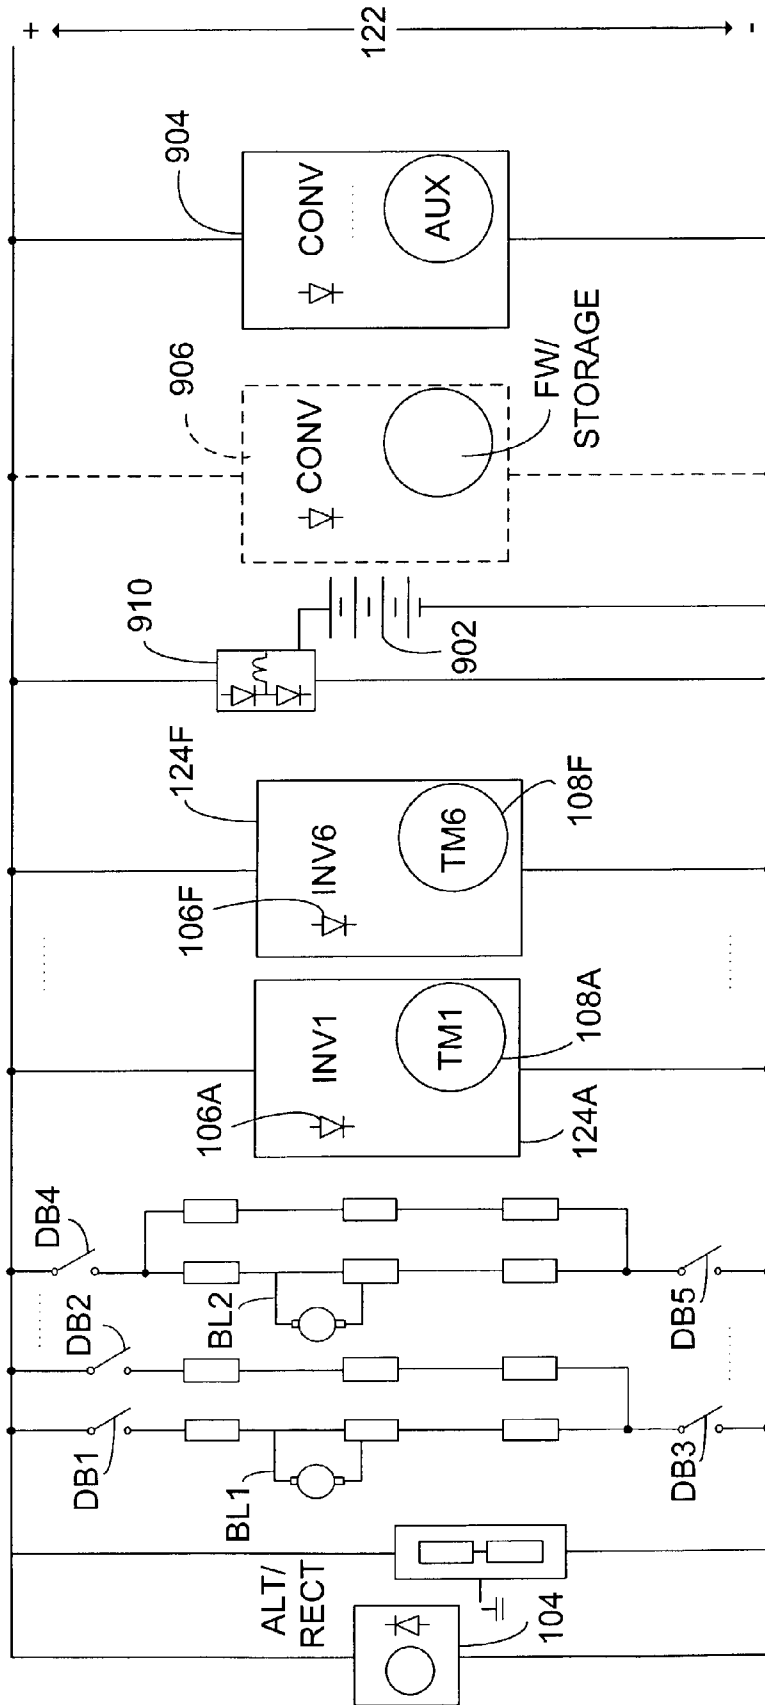 ALT/
RECT
104
DB1
DB2
DB4
BL1
BL2
DB3
DB5
106A
INV1
TM1
108A
124A
106F
INV6
TM6
108F
124F
910
902
906
CONV
FW/
STORAGE
904
CONV
AUX
+
122
-